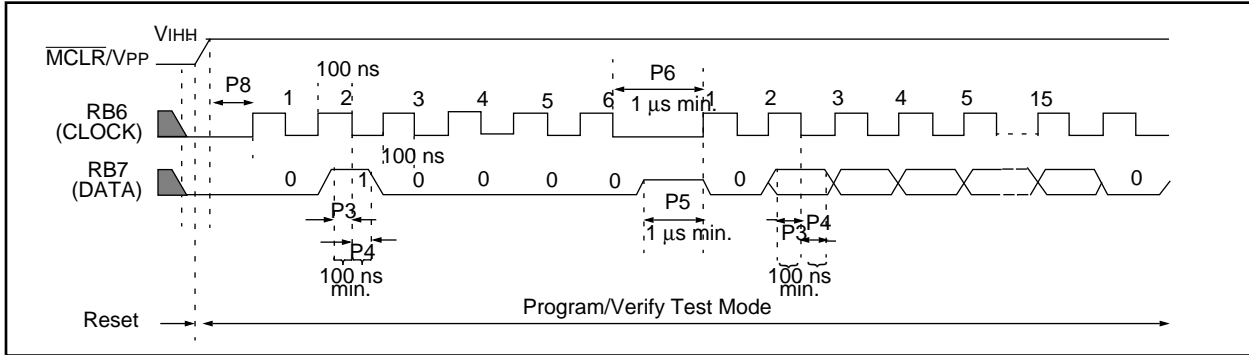 VIHH
MCLR/VPP
100 ns
P8
P6
1 2 3 4 5 6 1 µs min. 1 2 3 4 5 15
RB6
(CLOCK)
100 ns
RB7
(DATA)
0 1 0 0 0 0 0 0
P5
1 µs min.
P3
P4
P3
P4
100 ns
min.
100 ns
min.
Program/Verify Test Mode
Reset